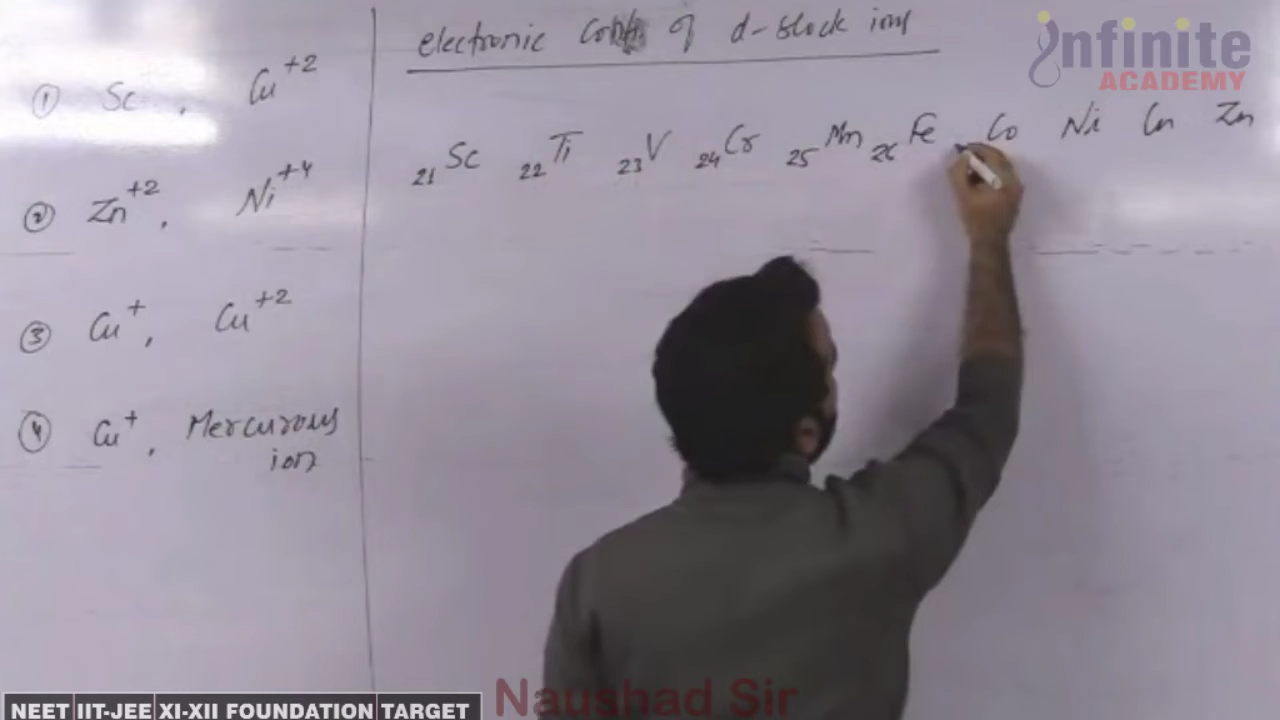 ① Sc , Cu+2
② Zn+2 , Ni+4
③ Cu+ , Cu+2
④ Cu+ , Mercurous
ion
electronic of d-block ions
21Sc 22Ti 23V 24Cr 25Mn 26Fe Co Ni Cu Zn
infinite
ACADEMY
NEET IIT-JEE XI-XII FOUNDATION TARGET
Naushad Sir